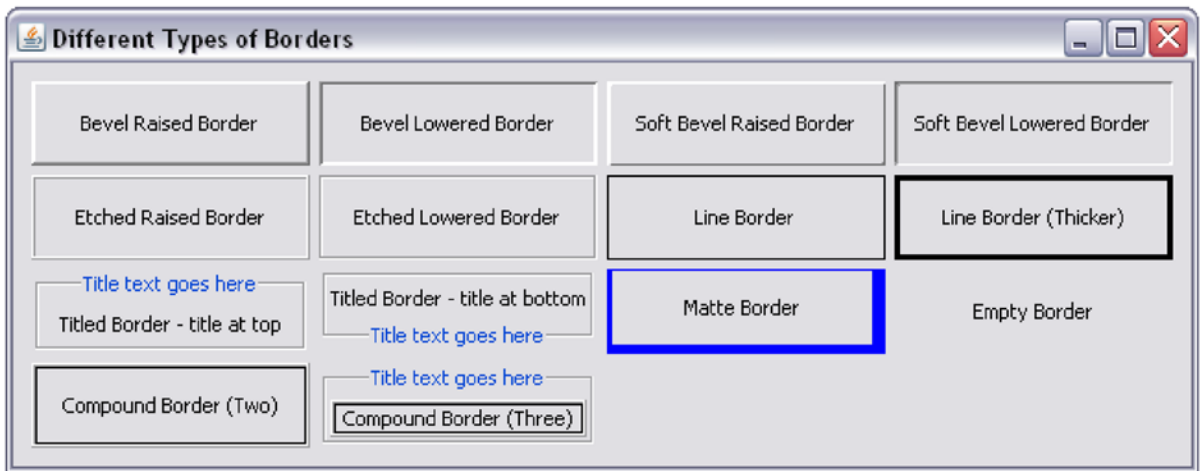 Different Types of Borders
Bevel Raised Border
Bevel Lowered Border
Soft Bevel Raised Border
Soft Bevel Lowered Border
Etched Raised Border
Etched Lowered Border
Line Border
Line Border (Thicker)
Title text goes here
Titled Border - title at top
Titled Border - title at bottom
Title text goes here
Matte Border
Empty Border
Compound Border (Two)
Title text goes here
Compound Border (Three)